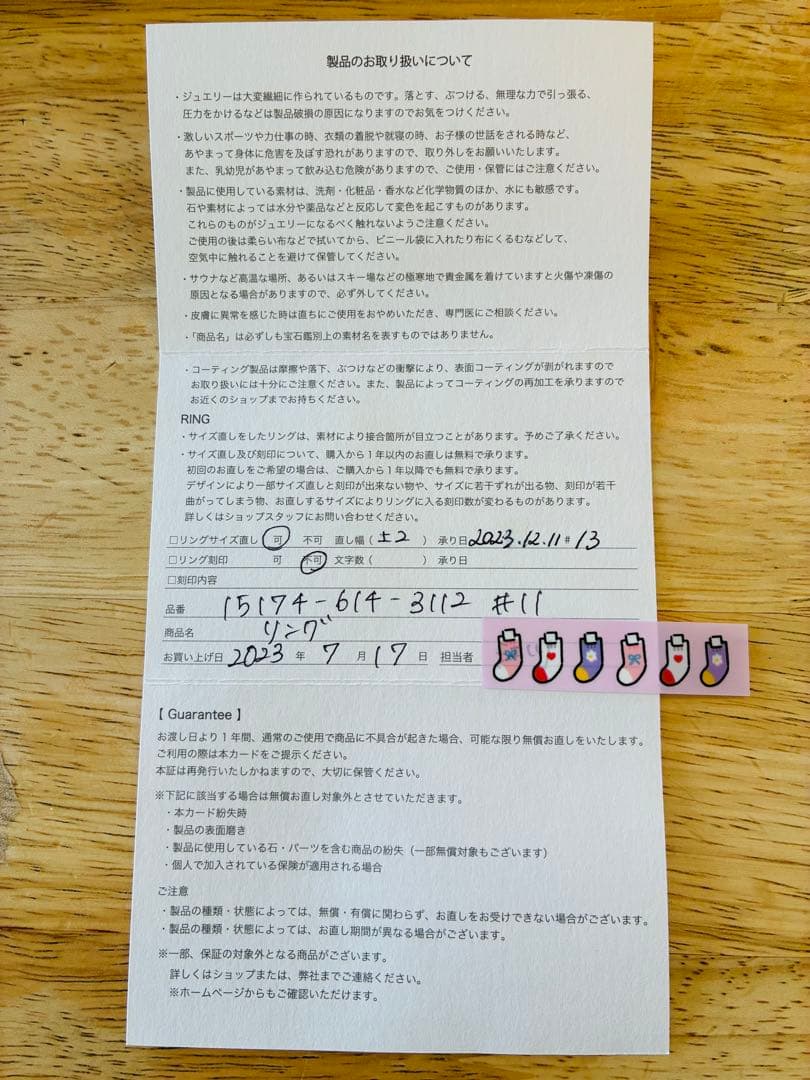 製品のお取り扱いについて
・ジュエリーは大変繊細に作られているものです。落とす、ぶつける、無理な力で引っ張る、
圧力をかけるなどは製品破損の原因になりますのでお気をつけください。
・激しいスポーツや力仕事の時、衣類の着脱や就寝の時、お子様の世話をされる時など、
あやまって身体に危害を及ぼす恐れがありますので、取り外しをお願いいたします。
また、乳幼児があやまって飲み込む危険がありますので、ご使用・保管にはご注意ください。
・製品に使用している素材は、洗剤・化粧品・香水など化学物質のほか、水にも敏感です。
石や素材によっては水分や薬品などと反応して変色を起こすものがあります。
これらのものがジュエリーになるべく触れないようご注意ください。
ご使用の後は柔らい布などで拭いてから、ビニール袋に入れたり布にくるむなどして、
空気中に触れることを避けて保管してください。
・サウナなど高温な場所、あるいはスキー場などの極寒地で貴金属を着けていますと火傷や凍傷の
原因となる場合がありますので、必ず外してください。
・皮膚に異常を感じた時は直ちにご使用をおやめいただき、専門医にご相談ください。
・「商品名」は必ずしも宝石鑑別上の素材名を表すものではありません。
・コーティング製品は摩擦や落下、ぶつけなどの衝撃により、表面コーティングが剥がれますので
お取り扱いには十分にご注意ください。また、製品によってコーティングの再加工を承りますので
お近くのショップまでお持ちください。
RING
・サイズ直しをしたリングは、素材により接合箇所が目立つことがあります。予めご了承ください。
・サイズ直し及び刻印について、購入から1年以内のお直しは無料で承ります。
初回のお直しをご希望の場合は、ご購入から1年以降でも無料で承ります。
デザインにより一部サイズ直しと刻印が出来ない物や、サイズに若干ずれが出る物、刻印が若干
曲がってしまう物、お直しするサイズによりリングに入る刻印数が変わるものがあります。
詳しくはショップスタッフにお問い合わせください。
□リングサイズ直し 可 不可 直し幅（ ±2 ） 承り日 2023.12.11 #13
□リング刻印 可 不可 文字数（ ） 承り日
□刻印内容
品番 15174-614-3112 #11
商品名 リング
お買い上げ日 2023 年 7 月 17 日 担当者
【 Guarantee 】
お渡し日より1年間、通常のご使用で商品に不具合が起きた場合、可能な限り無償お直しをいたします。
ご利用の際は本カードをご提示ください。
本証は再発行いたしかねますので、大切に保管ください。
※下記に該当する場合は無償お直し対象外とさせていただきます。
・本カード紛失時
・製品の表面磨き
・製品に使用している石・パーツを含む商品の紛失（一部無償対象もございます）
・個人で加入されている保険が適用される場合
ご注意
・製品の種類・状態によっては、無償・有償に関わらず、お直しをお受けできない場合がございます。
・製品の種類・状態によっては、お直し期間が異なる場合がございます。
※一部、保証の対象外となる商品がございます。
詳しくはショップまたは、弊社までご連絡ください。
※ホームページからもご確認いただけます。